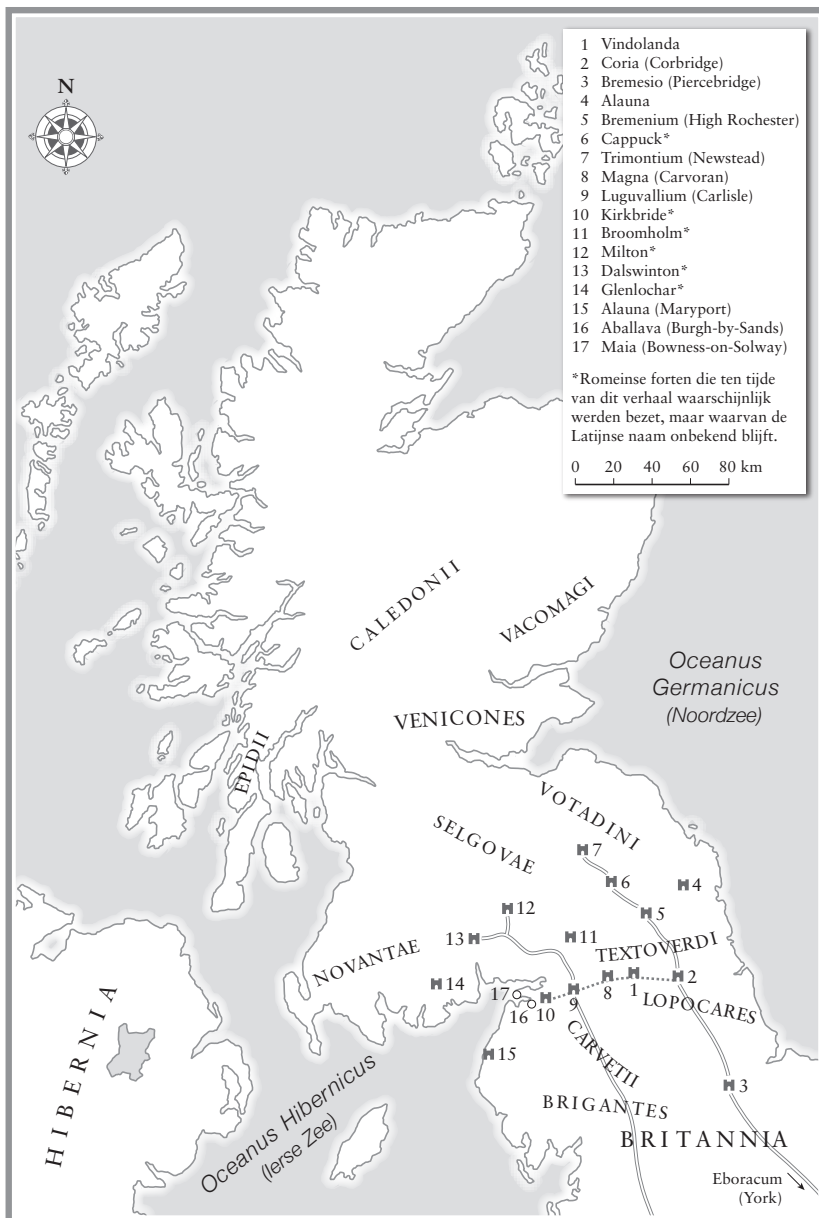 N
1 Vindolanda
2 Coria (Corbridge)
3 Bremesio (Piercebridge)
4 Alauna
5 Bremenium (High Rochester)
6 Cappuck*
7 Trimontium (Newstead)
8 Magna (Carvoran)
9 Luguvallium (Carlisle)
10 Kirkbride*
11 Broomholm*
12 Milton*
13 Dalswinton*
14 Glenlochar*
15 Alauna (Maryport)
16 Aballava (Burgh-by-Sands)
17 Maia (Bowness-on-Solway)
*Romeinse forten die ten tijde
van dit verhaal waarschijnlijk
werden bezet, maar waarvan de
Latijnse naam onbekend blijft.
0 20 40 60 80 km
CALEDONII
VACOMAGI
Oceanus
Germanicus
(Noordzee)
VENICONES
EPIDII
VOTADINI
SELGOVAE
7
6
4
5
12
13
11
TEXTOVERDI
NOVANTAE
14
17
16
10
9
8
1
2
LOPOCARES
HIBERNIA
15
CARVETII
3
BRIGANTES
BRITANNIA
Oceanus Hibernicus
(Ierse Zee)
Eboracum
(York)